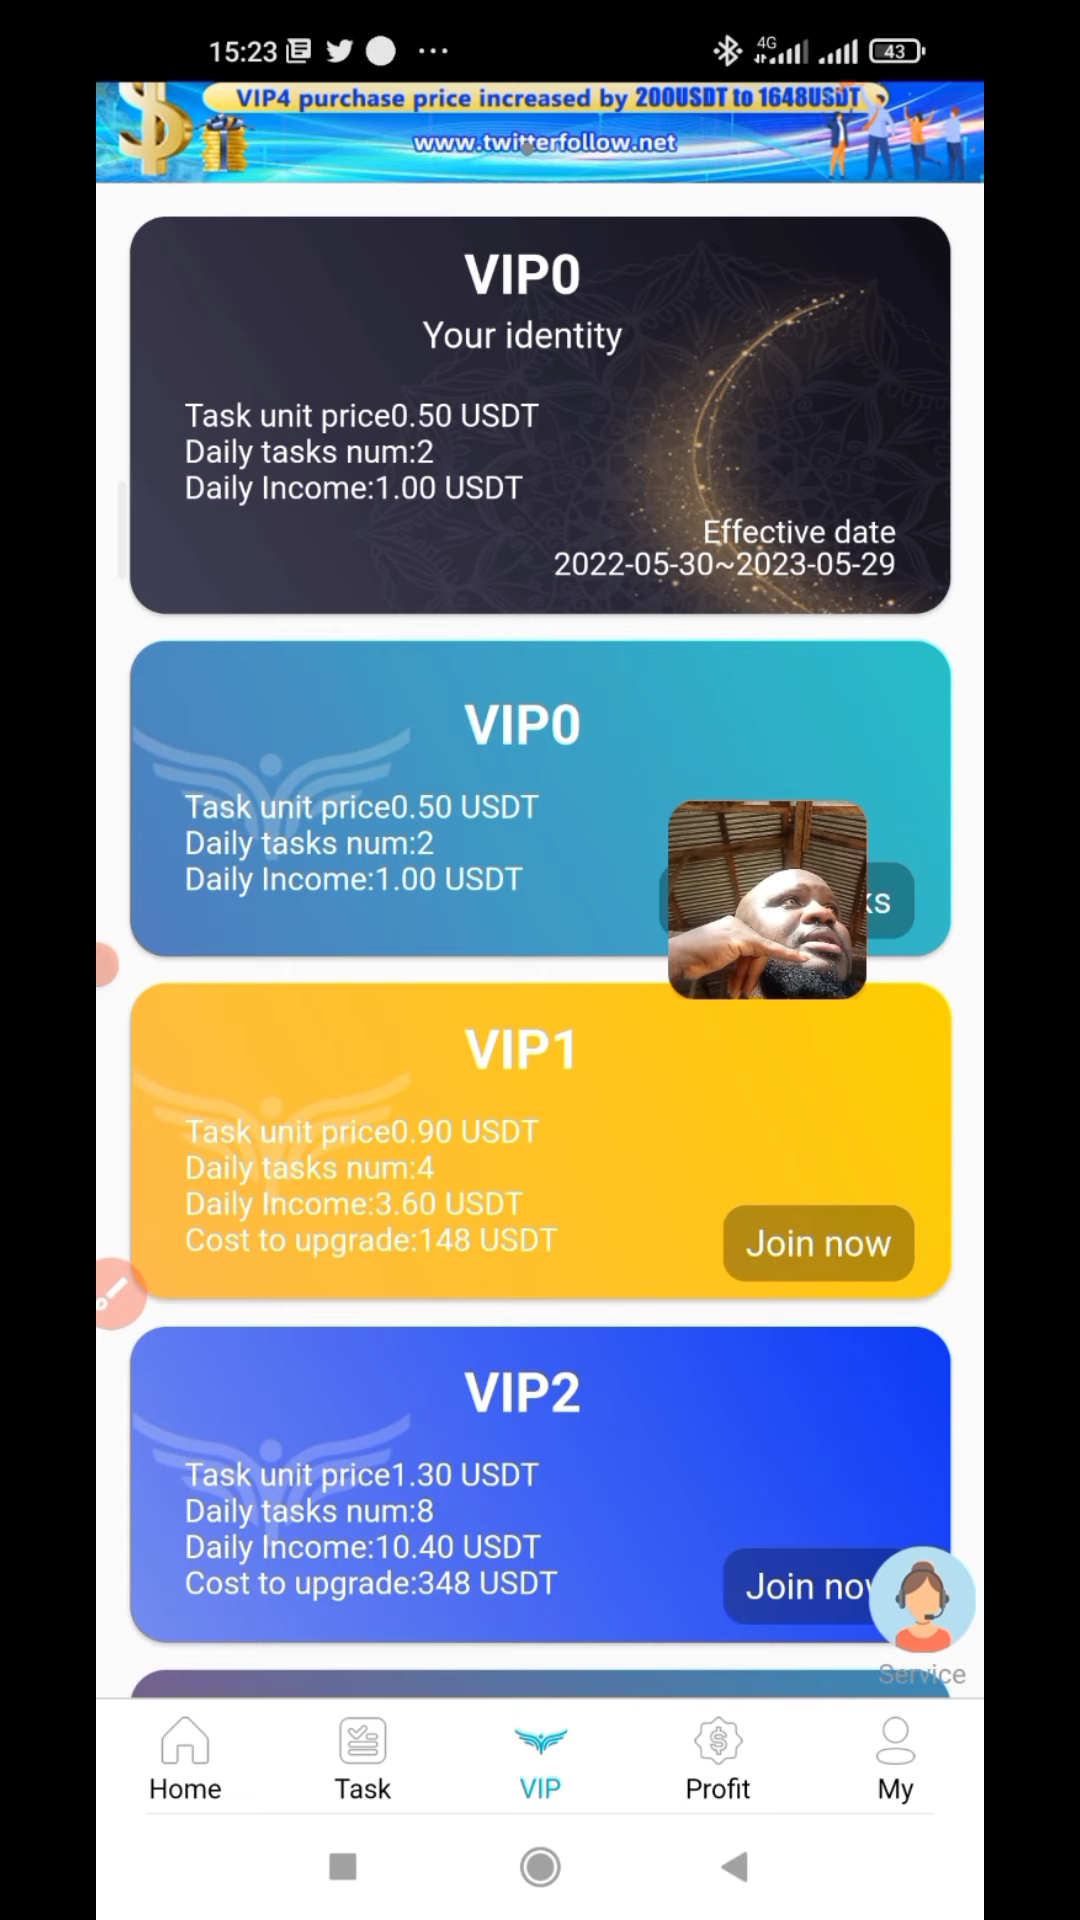 15:23
4G
43
VIP4 purchase price increased by 200USDT to 1648USDT
www.twitterfollow.net
VIP0
Your identity
Task unit price0.50 USDT
Daily tasks num:2
Daily Income:1.00 USDT
Effective date
2022-05-30~2023-05-29
VIP0
Task unit price0.50 USDT
Daily tasks num:2
Daily Income:1.00 USDT
VIP1
Task unit price0.90 USDT
Daily tasks num:4
Daily Income:3.60 USDT
Cost to upgrade:148 USDT
Join now
VIP2
Task unit price1.30 USDT
Daily tasks num:8
Daily Income:10.40 USDT
Cost to upgrade:348 USDT
Join now
Service
Home
Task
VIP
Profit
My